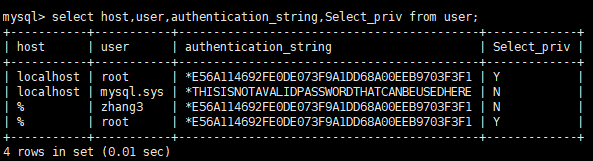 mysql> select host,user,authentication_string,Select_priv from user;
+-----------+-----------+-------------------------------------------+-------------+
| host | user | authentication_string | Select_priv |
+-----------+-----------+-------------------------------------------+-------------+
| localhost | root | *E56A114692FE0DE073F9A1DD68A00EEB9703F3F1 | Y |
| localhost | mysql.sys | *THISISNOTAVALIDPASSWORDTHATCANBEUSEDHERE | N |
| % | zhang3 | *E56A114692FE0DE073F9A1DD68A00EEB9703F3F1 | N |
| % | root | *E56A114692FE0DE073F9A1DD68A00EEB9703F3F1 | Y |
+-----------+-----------+-------------------------------------------+-------------+
4 rows in set (0.01 sec)